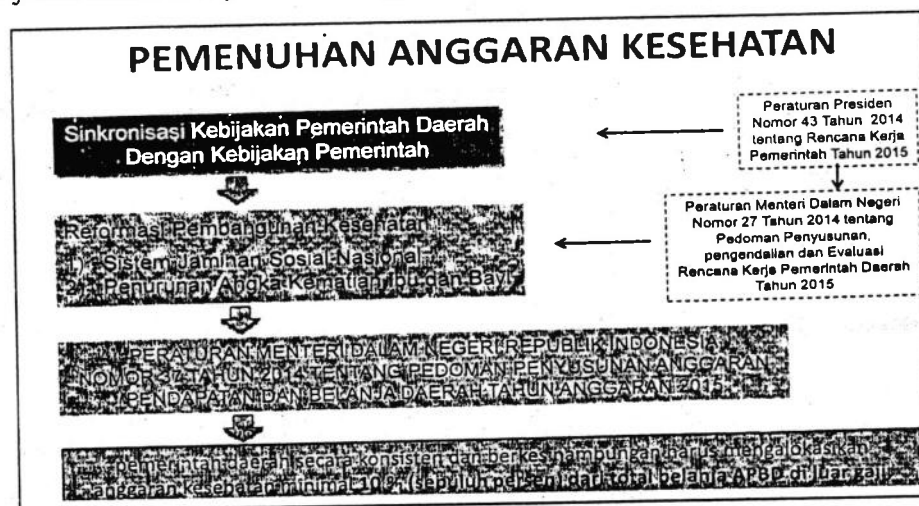 PEMENUHAN ANGGARAN KESEHATAN
Sinkronisasi Kebijakan Pemerintah Daerah
Dengan Kebijakan Pemerintah
Peraturan Presiden
Nomor 43 Tahun 2014
tentang Rencana Kerja
Pemerintah Tahun 2015
Reformasi Pembangunan Kesehatan
1) Sistem Jaminan Sosial Nasional
2) Penurunan Angka Kematian Ibu dan Bayi
Peraturan Menteri Dalam Negeri
Nomor 27 Tahun 2014 tentang
Pedoman Penyusunan,
pengendalian dan Evaluasi
Rencana Kerja Pemerintah Daerah
Tahun 2015
PERATURAN MENTERI DALAM NEGERI REPUBLIK INDONESIA
NOMOR 37 TAHUN 2014 TENTANG PEDOMAN PENYUSUNAN ANGGARAN
PENDAPATAN DAN BELANJA DAERAH TAHUN ANGGARAN 2015
pemerintah daerah secara konsisten dan berkesinambungan harus mengalokasikan
anggaran kesehatan minimal 10% (sepuluh persen) dari total belanja APBD di luar gaji.